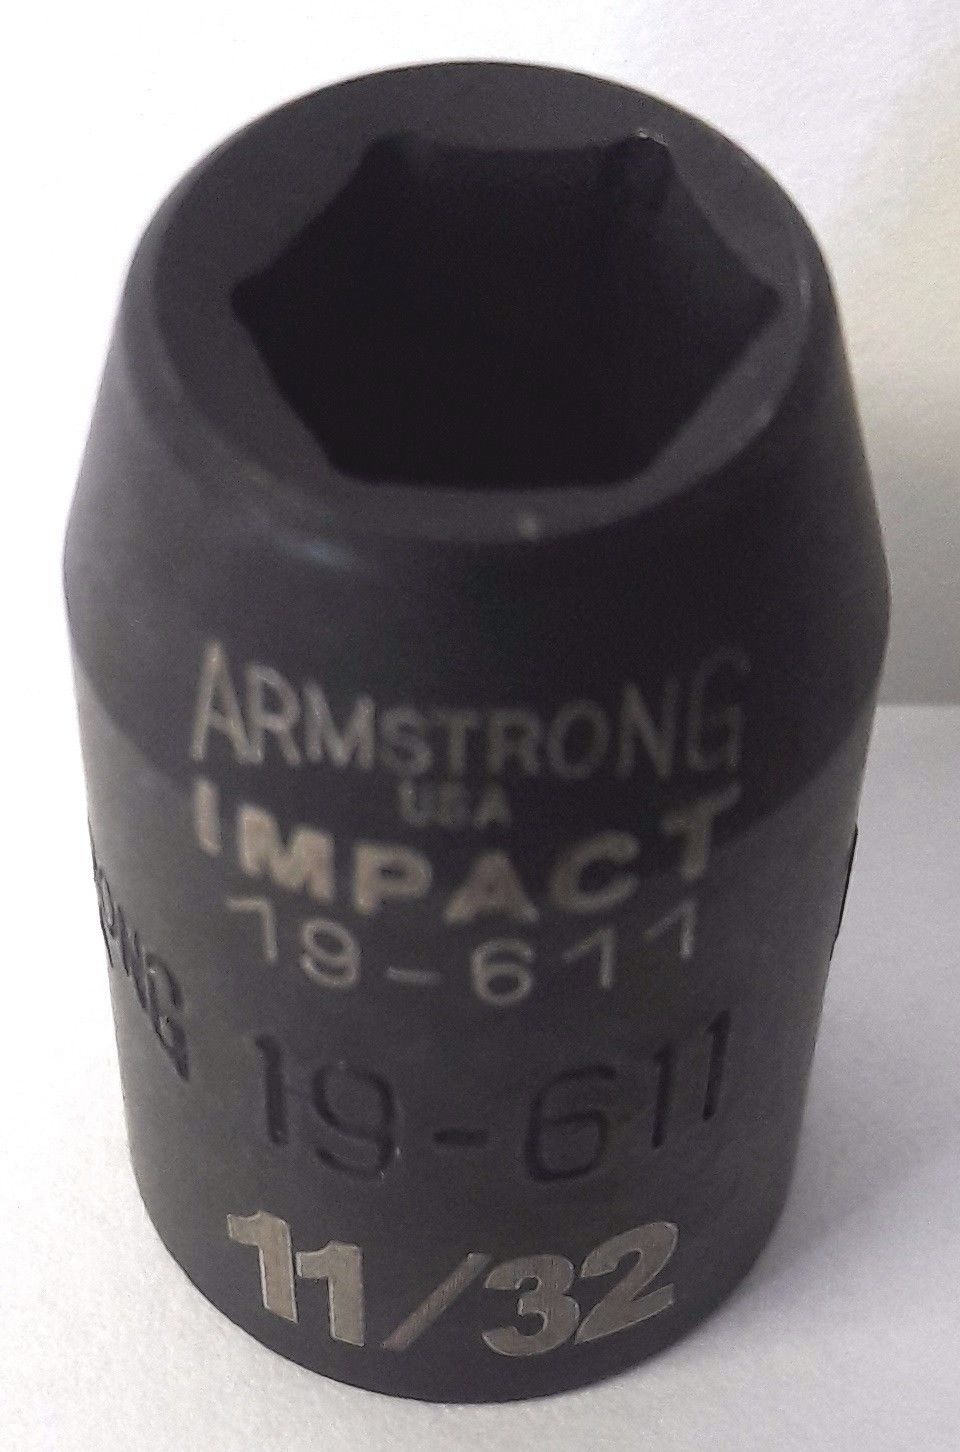 ARMSTRONG
USA
IMPACT
19-611
19-611
11/32